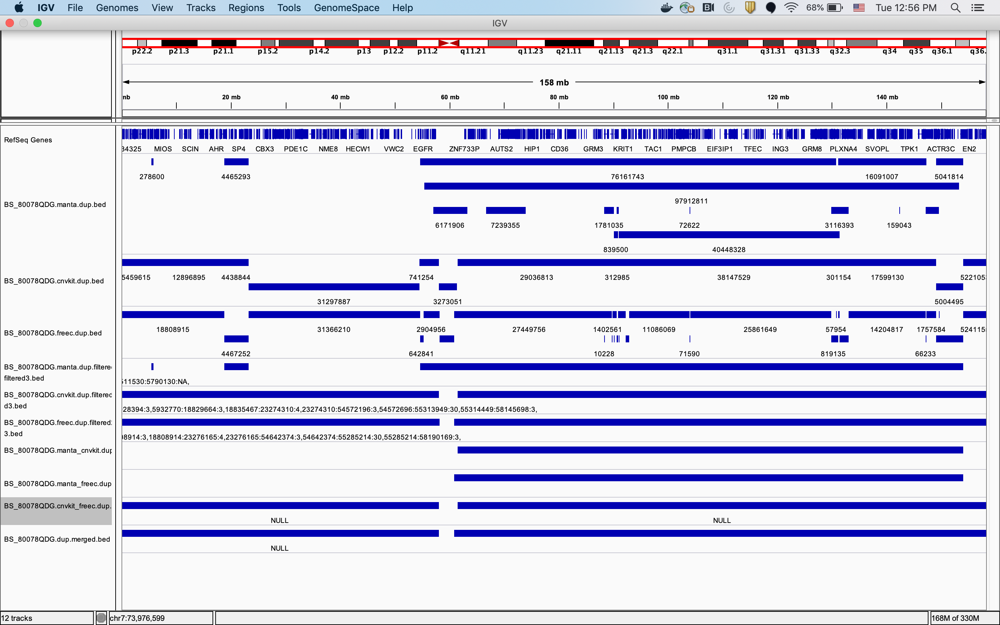 IGV File Genomes View Tracks Regions Tools GenomeSpace Help 68% Tue 12:56 PM
IGV
p22.2 p21.3 p21.1 p15.2 p14.2 p13 p12.2 p11.2 q11.21 q11.23 q21.11 q21.13 q21.3 q22.1 q31.1 q31.31 q31.33 q32.3 q34 q35 q36.1 q36.
158 mb
mb 20 mb 40 mb 60 mb 80 mb 100 mb 120 mb 140 mb
RefSeq Genes
34325 MIOS SCIN AHR SP4 CBX3 PDE1C NME8 HECW1 VWC2 EGFR ZNF733P AUTS2 HIP1 CD36 GRM3 KRIT1 TAC1 PMPCB EIF3IP1 TFEC ING3 GRM8 PLXNA4 SVOPL TPK1 ACTR3C EN2
278600 4465293 76161743 16091007 5041814
97912811
BS_80078QDG.manta.dup.bed
6171906 7239355 1781035 72622 3116393 159043
839500 40448328
5459615 12896895 4438844 741254 29036813 312985 38147529 301154 17599130 522105
BS_80078QDG.cnvkit.dup.bed
31297887 3273051 5004495
18808915 31366210 2904956 27449756 1402561 11086069 25861649 57954 14204817 1757584 524115
BS_80078QDG.freec.dup.bed
4467252 642841 10228 71590 819135 66233
BS_80078QDG.manta.dup.filtere
filtered3.bed
11530:5790130:NA,
BS_80078QDG.cnvkit.dup.filtered
d3.bed
28394:3,5932770:18829664:3,18835467:23274310:4,23274310:54572196:3,54572696:55313949:30,55314449:58145698:3,
BS_80078QDG.freec.dup.filtered
3.bed
8914:3,18808914:23276165:4,23276165:54642374:3,54642374:55285214:30,55285214:58190169:3,
BS_80078QDG.manta_cnvkit.dup
BS_80078QDG.manta_freec.dup
BS_80078QDG.cnvkit_freec.dup.
NULL NULL
BS_80078QDG.dup.merged.bed
NULL
12 tracks chr7:73,976,599 168M of 330M